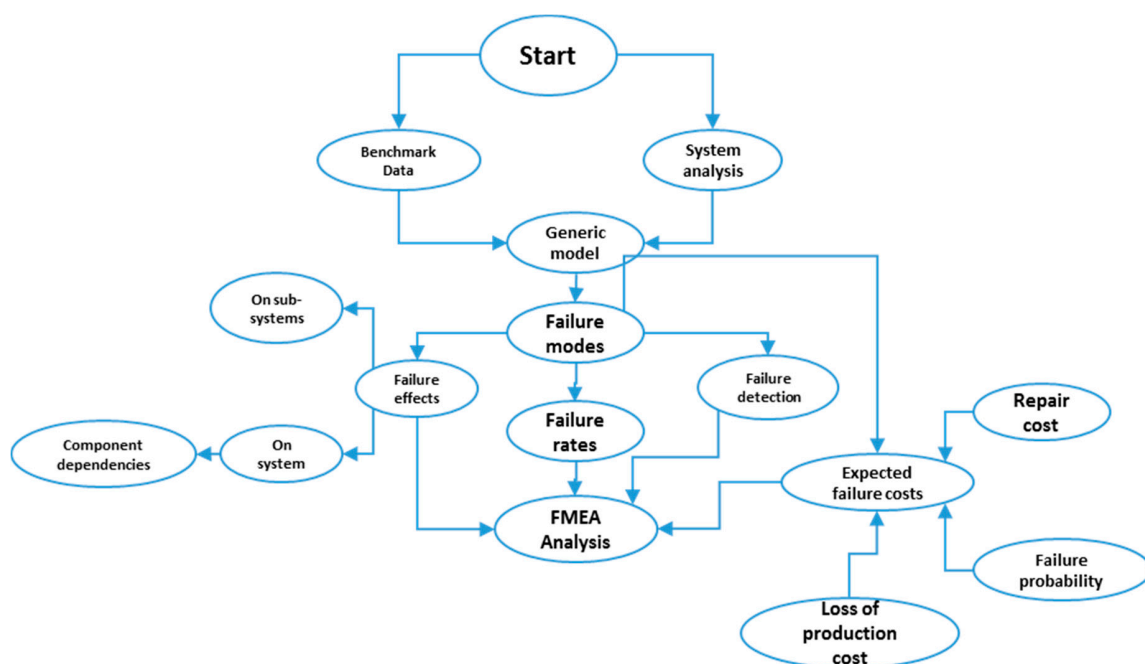 Start
Benchmark
Data
System
analysis
Generic
model
On sub-
systems
Failure
modes
Failure
effects
Failure
detection
Failure
rates
Repair
cost
Component
dependencies
On
system
Expected
failure costs
FMEA
Analysis
Failure
probability
Loss of
production
cost